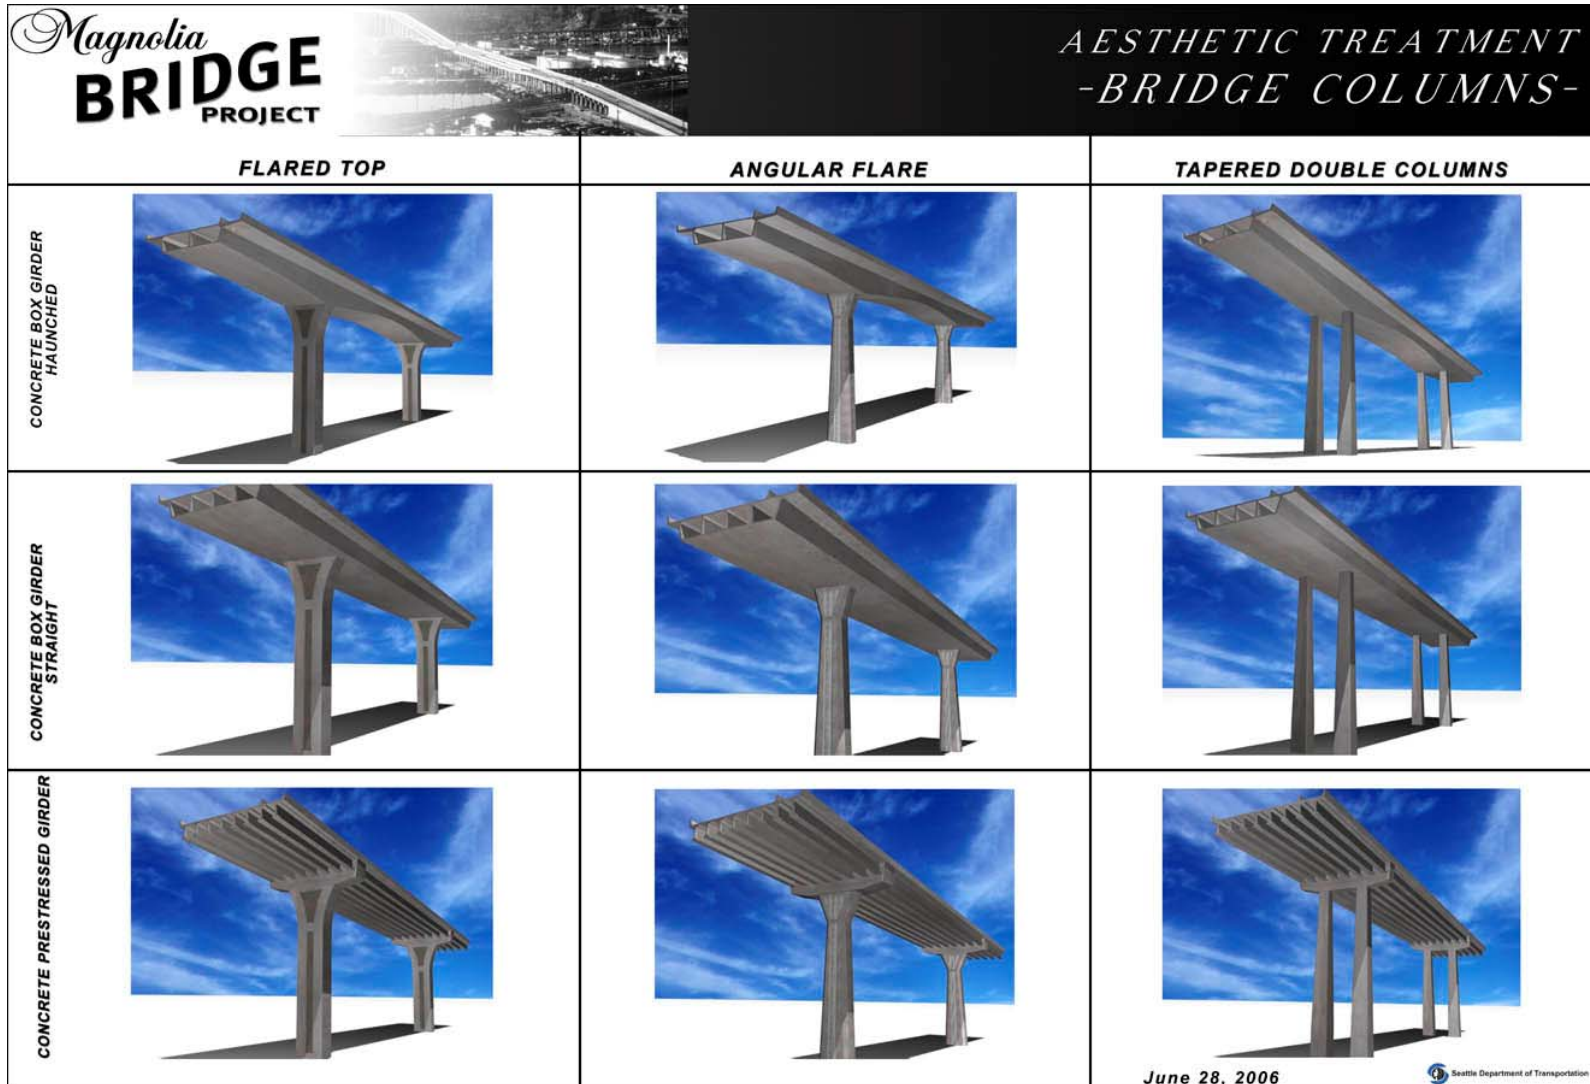 Magnolia
BRIDGE
PROJECT
AESTHETIC TREATMENT
-BRIDGE COLUMNS-
FLARED TOP
ANGULAR FLARE
TAPERED DOUBLE COLUMNS
CONCRETE BOX GIRDER
HAUNCHED
CONCRETE BOX GIRDER
STRAIGHT
CONCRETE PRESTRESSED GIRDER
June 28, 2006
Seattle Department of Transportation